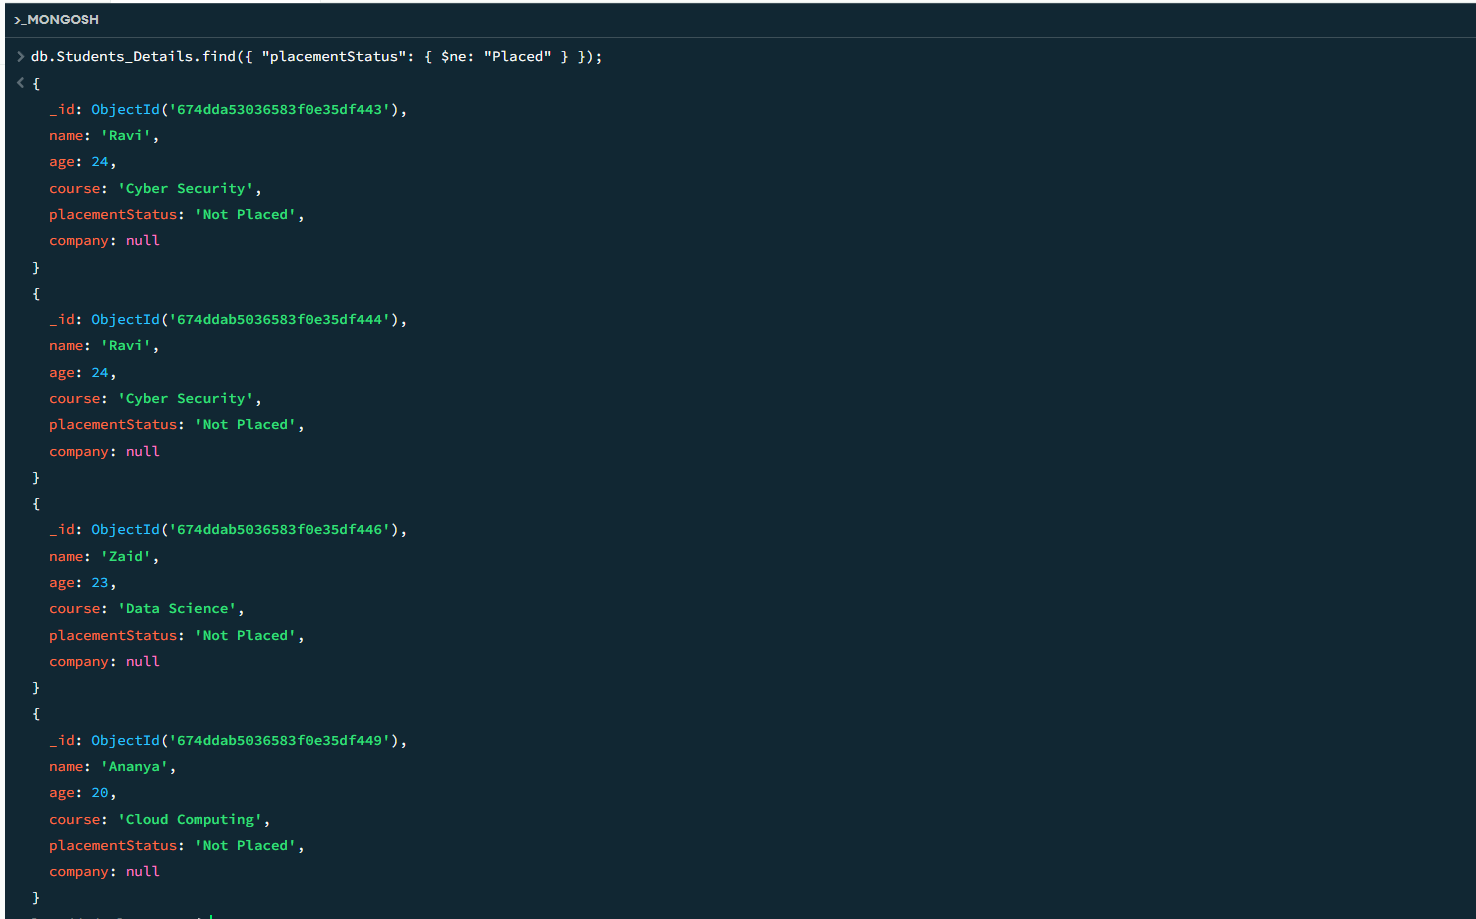 >_MONGOSH
> db.Students_Details.find({ "placementStatus": { $ne: "Placed" } });
< {
_id: ObjectId('674dda53036583f0e35df443'),
name: 'Ravi',
age: 24,
course: 'Cyber Security',
placementStatus: 'Not Placed',
company: null
}
{
_id: ObjectId('674ddab5036583f0e35df444'),
name: 'Ravi',
age: 24,
course: 'Cyber Security',
placementStatus: 'Not Placed',
company: null
}
{
_id: ObjectId('674ddab5036583f0e35df446'),
name: 'Zaid',
age: 23,
course: 'Data Science',
placementStatus: 'Not Placed',
company: null
}
{
_id: ObjectId('674ddab5036583f0e35df449'),
name: 'Ananya',
age: 20,
course: 'Cloud Computing',
placementStatus: 'Not Placed',
company: null
}